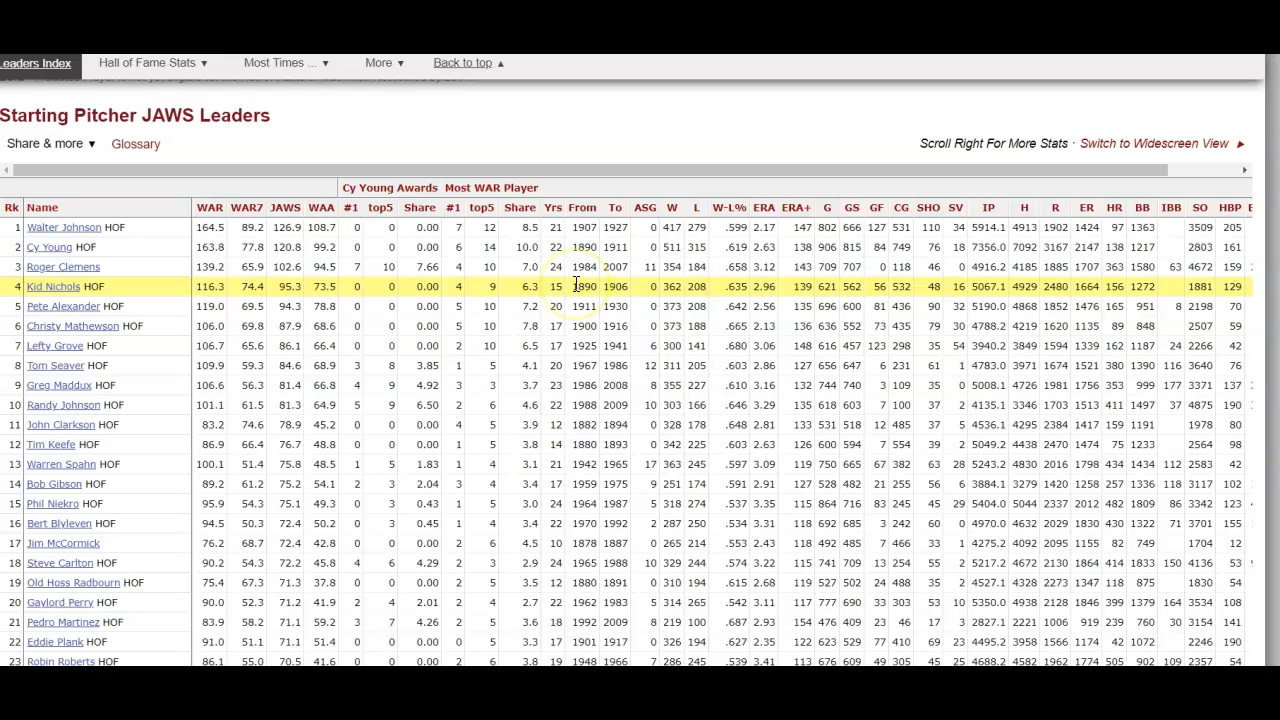 Leaders Index Hall of Fame Stats ▼ Most Times ... ▼ More ▼ Back to top ▲
Starting Pitcher JAWS Leaders
Share & more ▼ Glossary Scroll Right For More Stats · Switch to Widescreen View ►
Cy Young Awards Most WAR Player
Rk Name WAR WAR7 JAWS WAA #1 top5 Share #1 top5 Share Yrs From To ASG W L W-L% ERA ERA+ G GS GF CG SHO SV IP H R ER HR BB IBB SO HBP
1 Walter Johnson HOF 164.5 89.2 126.9 108.7 0 0 0.00 7 12 8.5 21 1907 1927 0 417 279 .599 2.17 147 802 666 127 531 110 34 5914.1 4913 1902 1424 97 1363 3509 205
2 Cy Young HOF 163.8 77.8 120.8 99.2 0 0 0.00 6 14 10.0 22 1890 1911 0 511 315 .619 2.63 138 906 815 84 749 76 18 7356.0 7092 3167 2147 138 1217 2803 161
3 Roger Clemens 139.2 65.9 102.6 94.5 7 10 7.66 4 10 7.0 24 1984 2007 11 354 184 .658 3.12 143 709 707 0 118 46 0 4916.2 4185 1885 1707 363 1580 63 4672 159
4 Kid Nichols HOF 116.3 74.4 95.3 73.5 0 0 0.00 4 9 6.3 15 1890 1906 0 362 208 .635 2.96 139 621 562 56 532 48 16 5067.1 4929 2480 1664 156 1272 1881 129
5 Pete Alexander HOF 119.0 69.5 94.3 78.8 0 0 0.00 5 10 7.2 20 1911 1930 0 373 208 .642 2.56 135 696 600 81 436 90 32 5190.0 4868 1852 1476 165 951 8 2198 70
6 Christy Mathewson HOF 106.0 69.8 87.9 68.6 0 0 0.00 5 10 7.8 17 1900 1916 0 373 188 .665 2.13 136 636 552 73 435 79 30 4788.2 4219 1620 1135 89 848 2507 59
7 Lefty Grove HOF 106.7 65.6 86.1 66.4 0 0 0.00 2 10 6.5 17 1925 1941 6 300 141 .680 3.06 148 616 457 123 298 35 54 3940.2 3849 1594 1339 162 1187 24 2266 42
8 Tom Seaver HOF 109.9 59.3 84.6 68.9 3 8 3.85 1 5 4.1 20 1967 1986 12 311 205 .603 2.86 127 656 647 6 231 61 1 4783.0 3971 1674 1521 380 1390 116 3640 76
9 Greg Maddux HOF 106.6 56.3 81.4 66.8 4 9 4.92 3 3 3.7 23 1986 2008 8 355 227 .610 3.16 132 744 740 3 109 35 0 5008.1 4726 1981 1756 353 999 177 3371 137
10 Randy Johnson HOF 101.1 61.5 81.3 64.9 5 9 6.50 2 6 4.6 22 1988 2009 10 303 166 .646 3.29 135 618 603 7 100 37 2 4135.1 3346 1703 1513 411 1497 37 4875 190
11 John Clarkson HOF 83.2 74.6 78.9 45.2 0 0 0.00 4 5 3.9 12 1882 1894 0 328 178 .648 2.81 133 531 518 12 485 37 5 4536.1 4295 2384 1417 159 1191 1978 80
12 Tim Keefe HOF 86.9 66.4 76.7 48.8 0 0 0.00 1 5 3.8 14 1880 1893 0 342 225 .603 2.63 126 600 594 7 554 39 2 5049.2 4438 2470 1474 75 1233 2564 98
13 Warren Spahn HOF 100.1 51.4 75.8 48.5 1 5 1.83 1 4 3.1 21 1942 1965 17 363 245 .597 3.09 119 750 665 67 382 63 28 5243.2 4830 2016 1798 434 1434 112 2583 42
14 Bob Gibson HOF 89.2 61.2 75.2 54.1 2 3 2.04 3 4 3.4 17 1959 1975 9 251 174 .591 2.91 127 528 482 21 255 56 6 3884.1 3279 1420 1258 257 1336 118 3117 102
15 Phil Niekro HOF 95.9 54.3 75.1 49.3 0 3 0.43 1 5 3.4 24 1964 1987 5 318 274 .537 3.35 115 864 716 83 245 45 29 5404.0 5044 2337 2012 482 1809 86 3342 123
16 Bert Blyleven HOF 94.5 50.3 72.4 50.2 0 3 0.45 1 4 3.4 22 1970 1992 2 287 250 .534 3.31 118 692 685 3 242 60 0 4970.0 4632 2029 1830 430 1322 71 3701 155
17 Jim McCormick 76.2 68.7 72.4 43.1 0 0 0.00 2 6 4.5 10 1878 1887 0 265 214 .553 2.43 118 492 485 7 466 33 1 4275.2 4092 2095 1155 82 749 1704 12
18 Steve Carlton HOF 90.2 54.3 72.2 45.8 4 6 4.29 2 3 2.9 24 1965 1988 10 329 244 .574 3.22 115 741 709 13 254 55 2 5217.2 4672 2130 1864 414 1833 150 4136 53
19 Old Hoss Radbourn HOF 75.4 67.3 71.3 37.8 0 0 0.00 2 5 3.5 12 1880 1891 0 310 194 .615 2.68 119 527 502 24 488 35 2 4527.1 4328 2273 1347 118 875 1830 54
20 Gaylord Perry HOF 90.0 52.3 71.2 41.9 2 4 2.01 2 4 2.7 22 1962 1983 5 314 265 .542 3.11 117 777 690 33 303 53 10 5350.0 4938 2128 1846 399 1379 164 3534 108
21 Pedro Martinez HOF 83.9 58.2 71.1 59.2 3 7 4.26 2 5 3.6 18 1992 2009 8 219 100 .687 2.93 154 476 409 23 46 17 3 2827.1 2221 1006 919 239 760 30 3154 141
22 Eddie Plank HOF 91.0 51.1 71.1 51.4 0 0 0.00 0 5 3.3 17 1901 1917 0 326 194 .627 2.35 122 623 529 77 410 69 23 4495.2 3958 1566 1174 42 1072 2246 190
23 Robin Roberts HOF 86.1 55.0 70.5 41.6 0 0 0.00 2 6 3.8 19 1948 1966 7 286 245 .539 3.41 113 676 609 49 305 45 25 4688.2 4582 1962 1774 505 902 109 2357 54